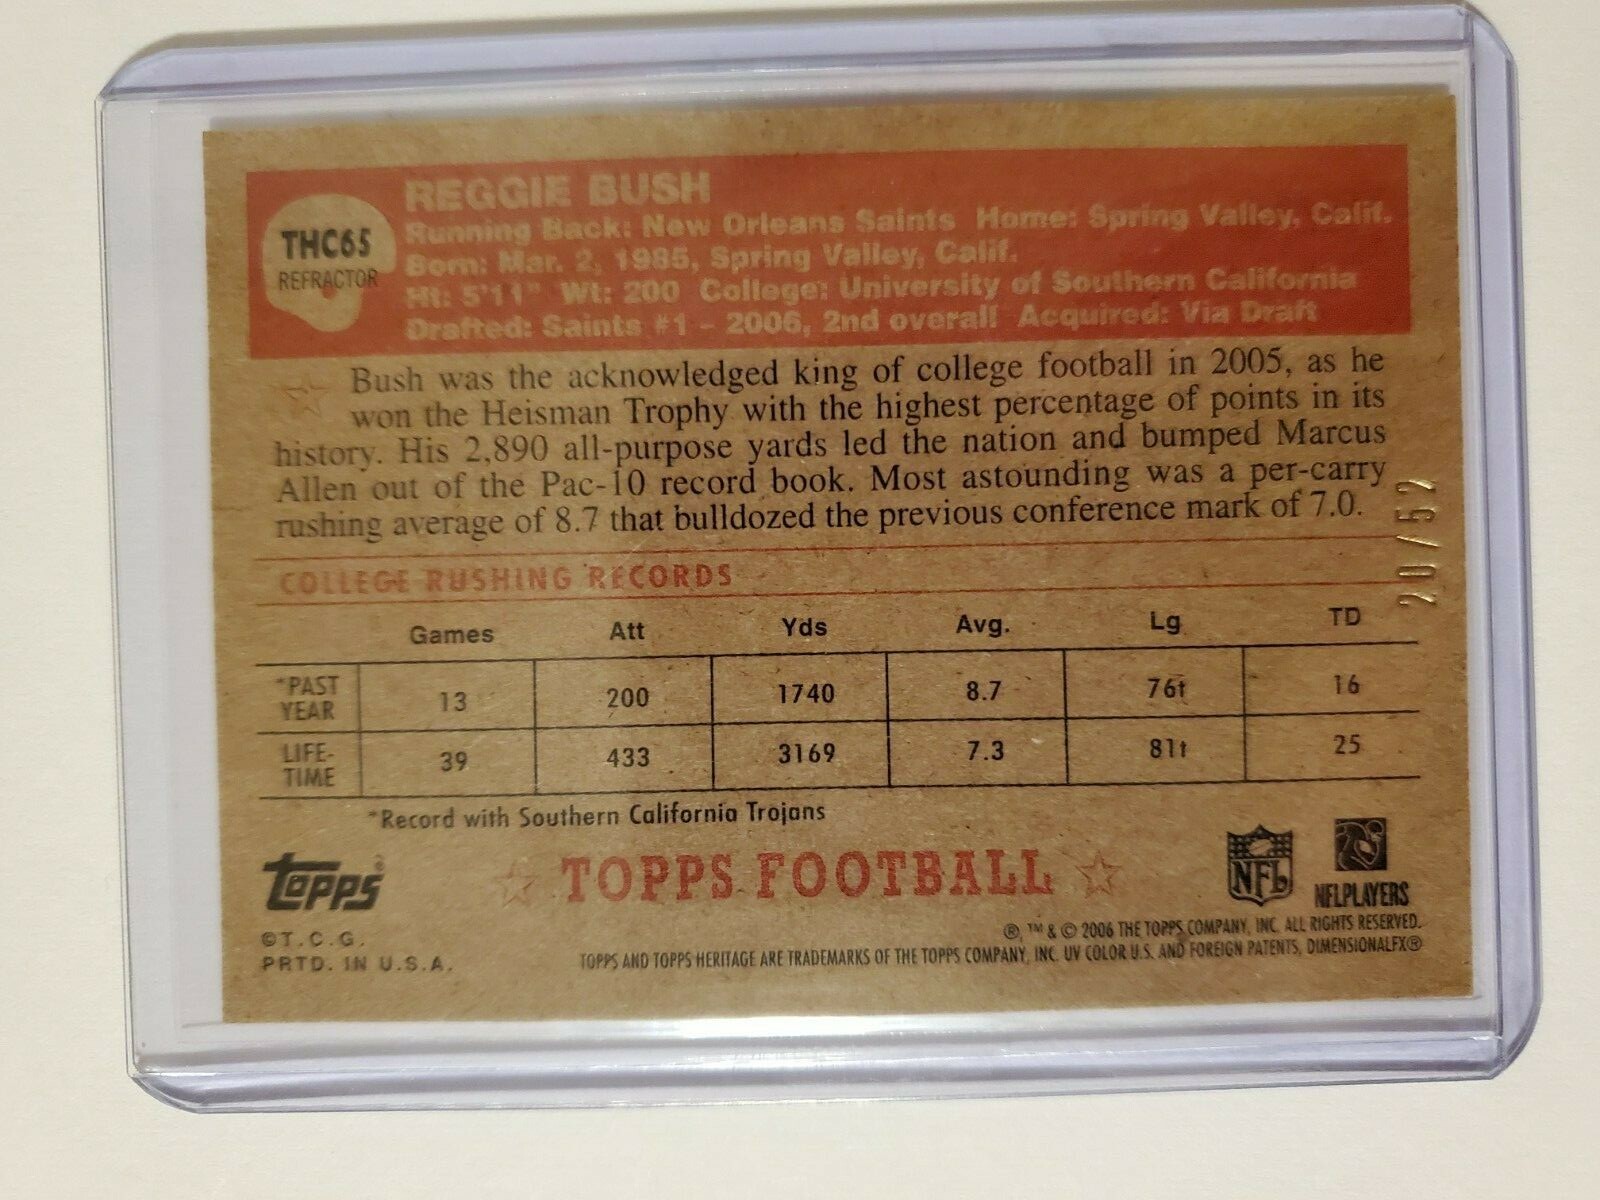 THC65
REFRACTOR
REGGIE BUSH
Running Back: New Orleans Saints Home: Spring Valley, Calif.
Born: Mar. 2, 1985, Spring Valley, Calif.
Ht: 5'11" Wt: 200 College: University of Southern California
Drafted: Saints #1 – 2006, 2nd overall Acquired: Via Draft
Bush was the acknowledged king of college football in 2005, as he
won the Heisman Trophy with the highest percentage of points in its
history. His 2,890 all-purpose yards led the nation and bumped Marcus
Allen out of the Pac-10 record book. Most astounding was a per-carry
rushing average of 8.7 that bulldozed the previous conference mark of 7.0.
20/52
COLLEGE RUSHING RECORDS
Games Att Yds Avg. Lg TD
*PAST YEAR 13 200 1740 8.7 76t 16
LIFE-TIME 39 433 3169 7.3 81t 25
*Record with Southern California Trojans
TOPPS FOOTBALL
Topps®
NFL
NFLPLAYERS
©T.C.G.
PRTD. IN U.S.A.
®, ™ & © 2006 THE TOPPS COMPANY, INC. ALL RIGHTS RESERVED.
TOPPS AND TOPPS HERITAGE ARE TRADEMARKS OF THE TOPPS COMPANY, INC. UV COLOR U.S. AND FOREIGN PATENTS, DIMENSIONALFX®